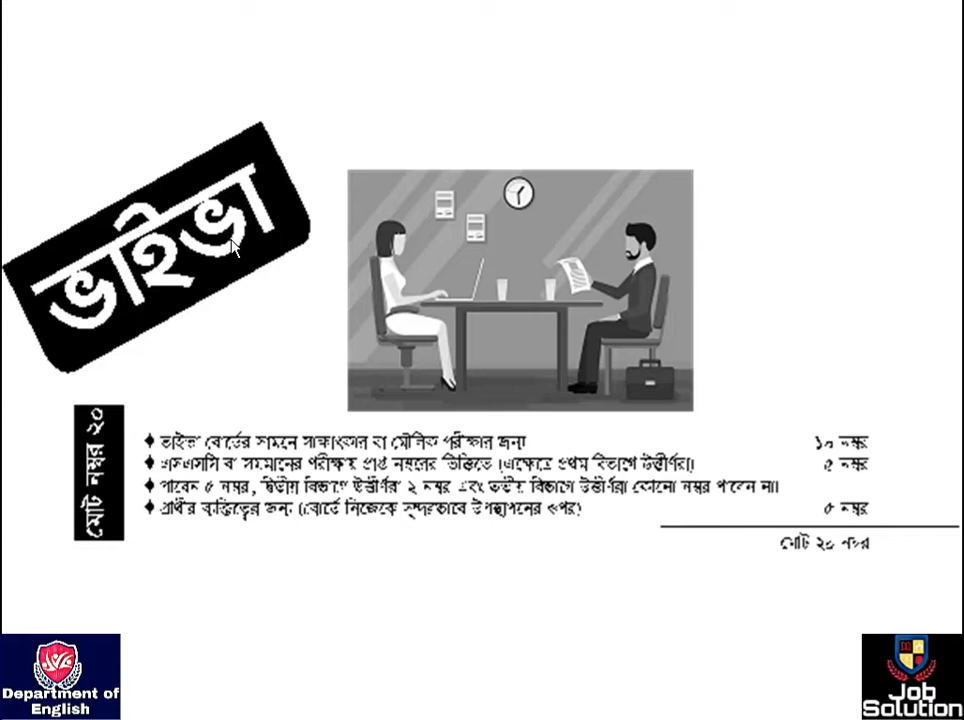 ভাইভা
মোট নম্বর ২০
♦ ভাইভা বোর্ডের সামনে সাক্ষাৎকার বা মৌখিক পরীক্ষার জন্য ১০ নম্বর
♦ এসএসসি বা সমমানের পরীক্ষায় প্রাপ্ত নম্বরের ভিত্তিতে (এক্ষেত্রে প্রথম বিভাগে উত্তীর্ণরা) ৫ নম্বর
♦ পাবেন ৫ নম্বর, দ্বিতীয় বিভাগে উত্তীর্ণরা ২ নম্বর এবং তৃতীয় বিভাগে উত্তীর্ণরা কোনো নম্বর পাবেন না।
♦ প্রার্থীর ব্যক্তিত্বের জন্য (বোর্ডে নিজেকে সুন্দরভাবে উপস্থাপনের ওপর) ৫ নম্বর
মোট ২০ নম্বর
Department of
English
Job
Solution